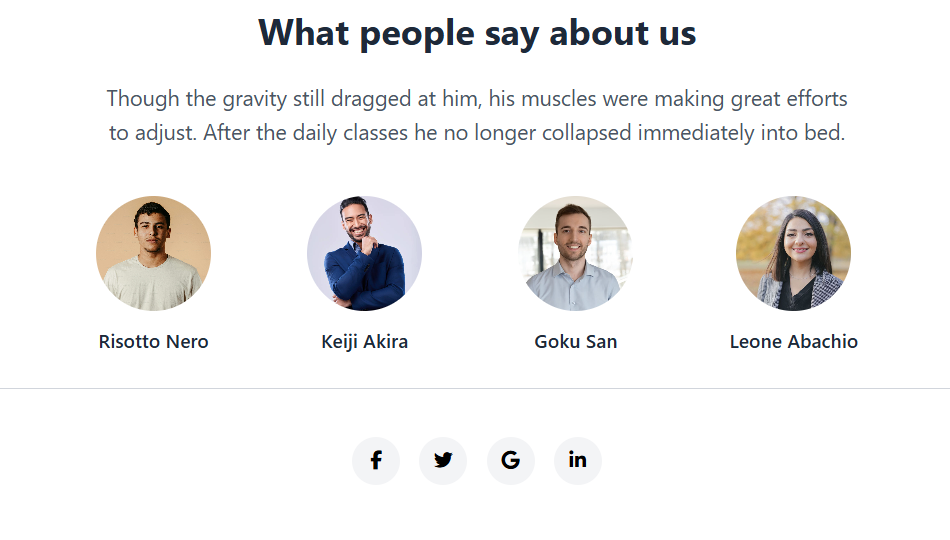 What people say about us
Though the gravity still dragged at him, his muscles were making great efforts
to adjust. After the daily classes he no longer collapsed immediately into bed.
Risotto Nero
Keiji Akira
Goku San
Leone Abachio